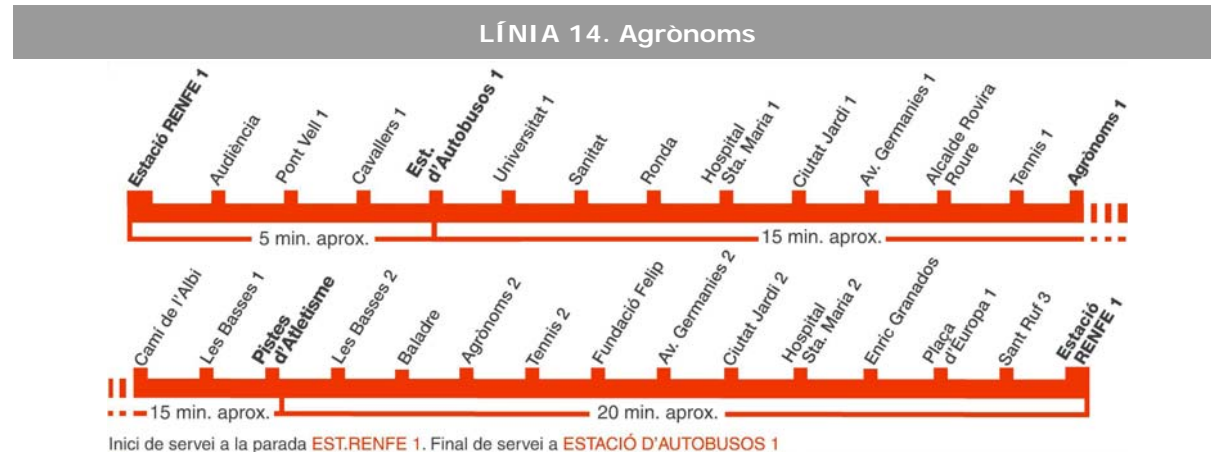 LÍNIA 14. Agrònoms
Estació RENFE 1
Audiència
Pont Vell 1
Cavallers 1
Est.
d'Autobusos 1
Universitat 1
Sanitat
Ronda
Hospital
Sta. Maria 1
Ciutat Jardi 1
Av. Germanies 1
Alcalde Rovira
Roure
Tennis 1
Agrònoms 1
5 min. aprox.
15 min. aprox.
Camí de l'Albi
Les Basses 1
Pistes
d'Atletisme
Les Basses 2
Baladre
Agrònoms 2
Tennis 2
Fundació Felip
Av. Germanies 2
Ciutat Jardi 2
Hospital
Sta. Maria 2
Enric Granados
Plaça
d'Europa 1
Sant Ruf 3
Estació
RENFE 1
15 min. aprox.
20 min. aprox.
Inici de servei a la parada EST.RENFE 1. Final de servei a ESTACIÓ D'AUTOBUSOS 1